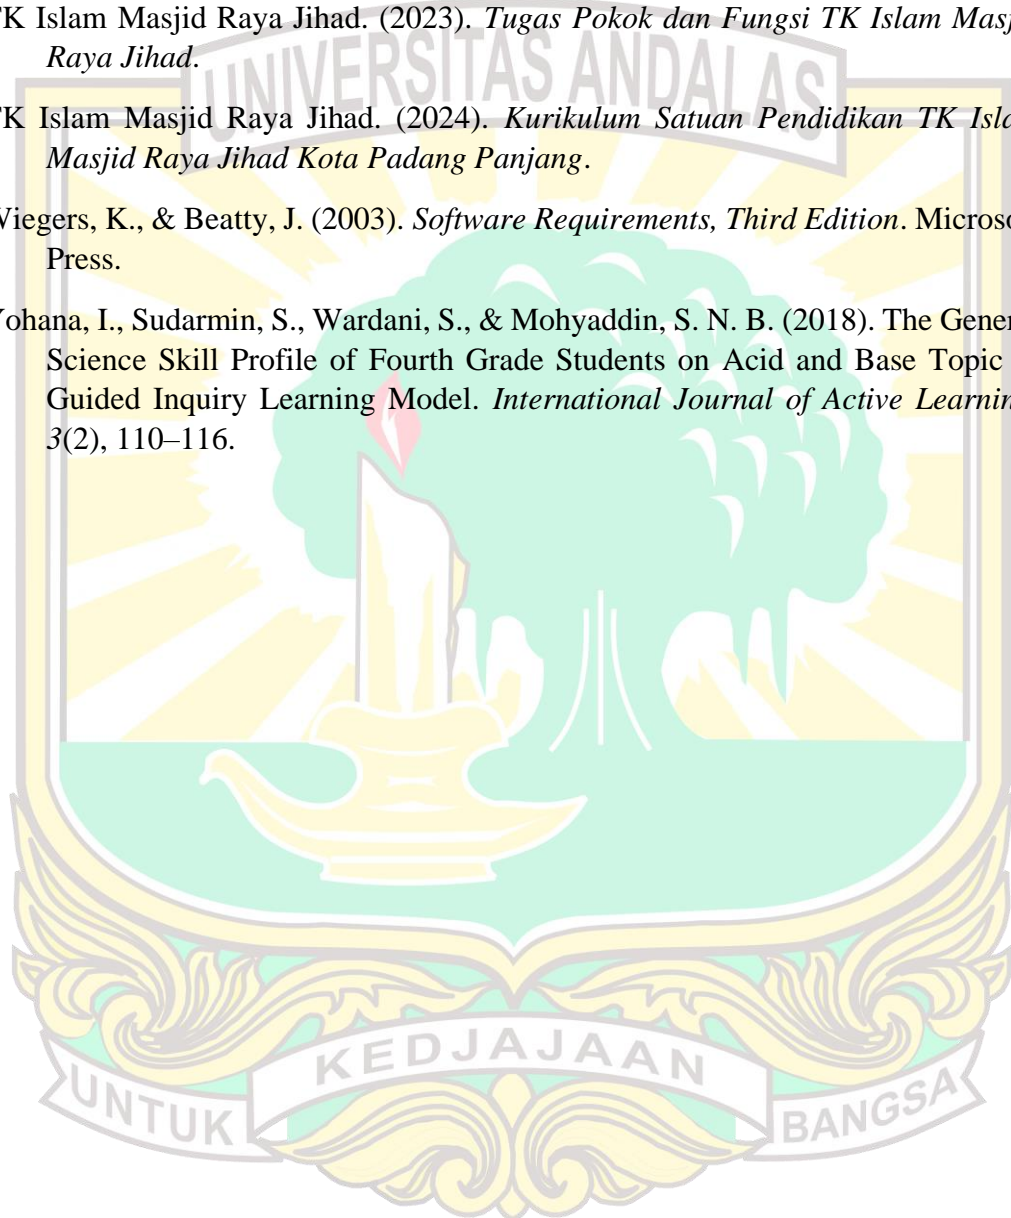 TK Islam Masjid Raya Jihad. (2023). Tugas Pokok dan Fungsi TK Islam Masj
Raya Jihad.
TK Islam Masjid Raya Jihad. (2024). Kurikulum Satuan Pendidikan TK Isla
Masjid Raya Jihad Kota Padang Panjang.
Wiegers, K., & Beatty, J. (2003). Software Requirements, Third Edition. Microso
Press.
Yohana, I., Sudarmin, S., Wardani, S., & Mohyaddin, S. N. B. (2018). The Gener
Science Skill Profile of Fourth Grade Students on Acid and Base Topic
Guided Inquiry Learning Model. International Journal of Active Learnin
3(2), 110–116.
UNIVERSITAS ANDALAS
UNTUK KEDJAJAAN BANGSA